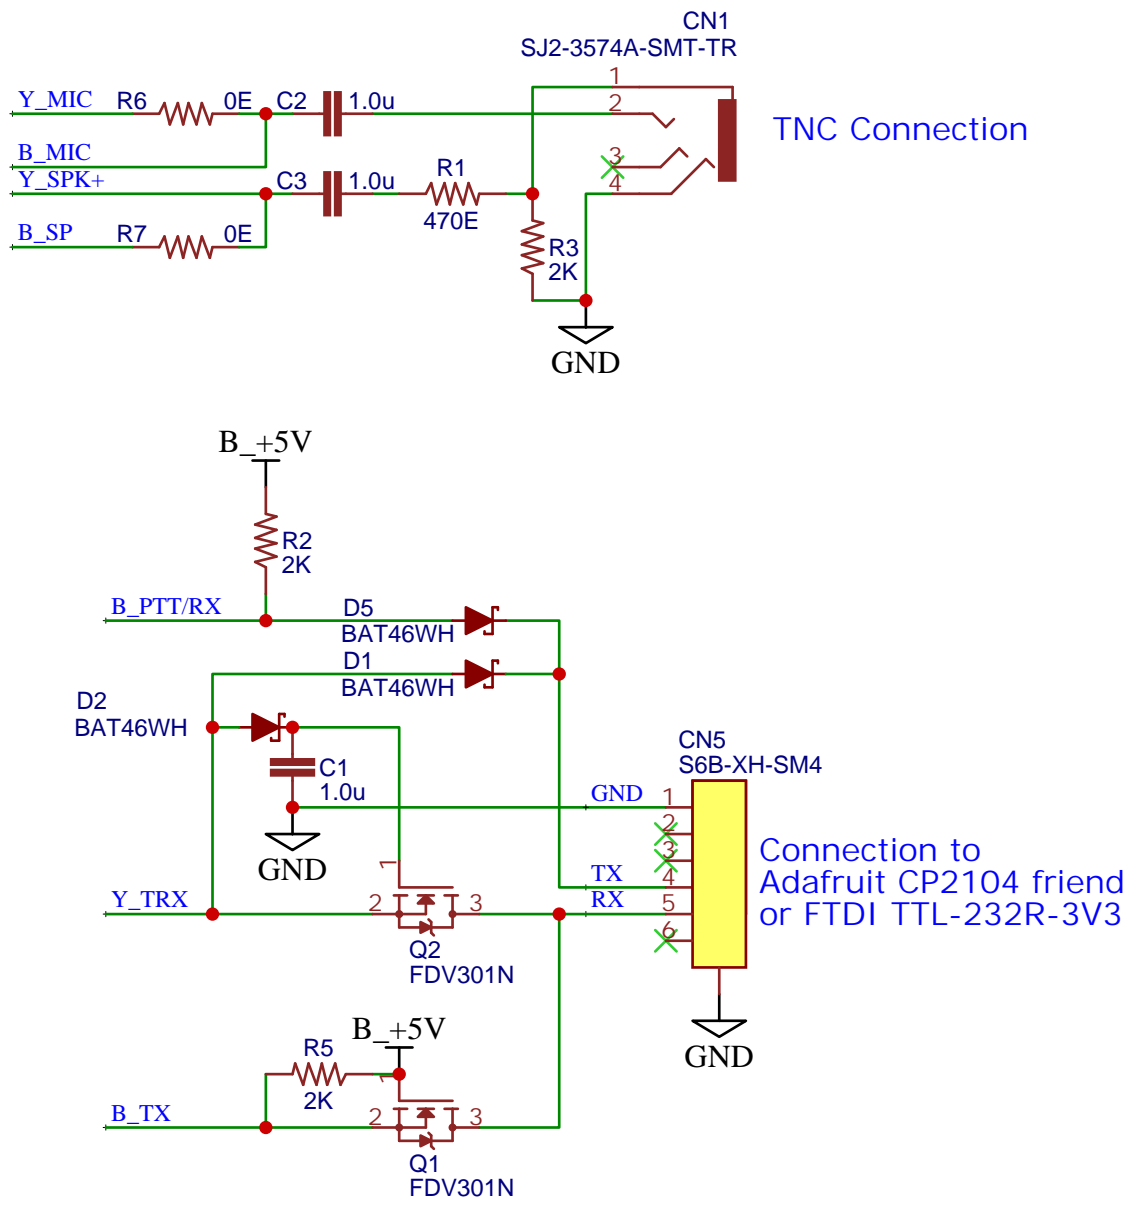 CN1
SJ2-3574A-SMT-TR
1
Y_MIC R6 0E C2 1.0u 2
TNC Connection
B_MIC
3
Y_SPK+ C3 1.0u R1 4
470E
B_SP R7 0E
R3
2K
GND
B_+5V
R2
2K
B_PTT/RX D5
BAT46WH
D1
BAT46WH
D2
BAT46WH
CN5
S6B-XH-SM4
C1
1.0u
GND 1
2
3
GND
1
TX 4
Connection to
Adafruit CP2104 friend
or FTDI TTL-232R-3V3
Y_TRX 2 3 RX 5
6
Q2
FDV301N
B_+5V
R5
1
2K
GND
B_TX 2 3
Q1
FDV301N